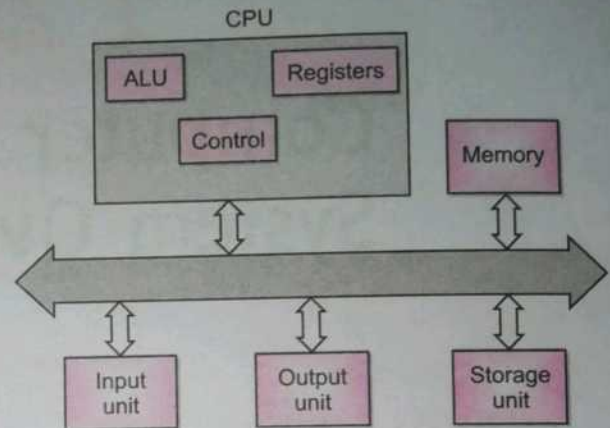 CPU
ALU
Registers
Control
Memory
Input
unit
Output
unit
Storage
unit